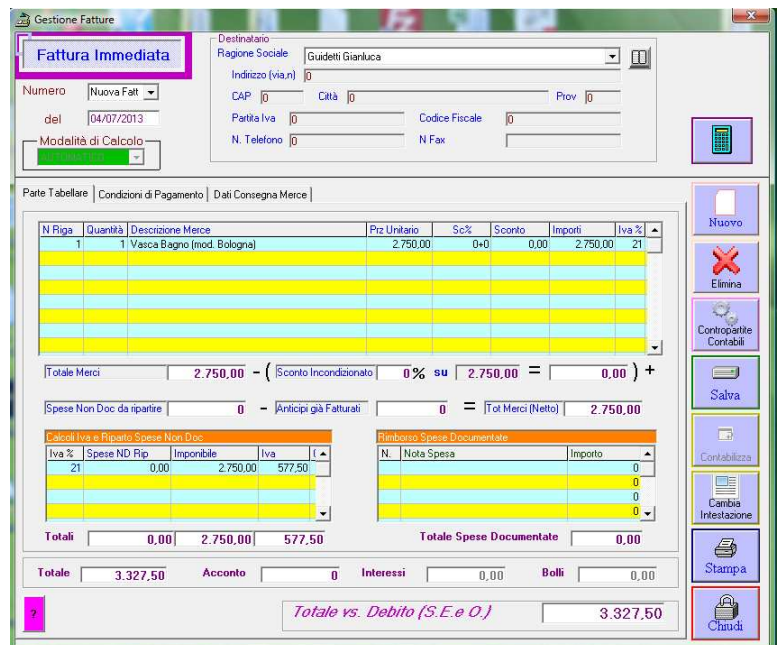 Gestione Fatture
Fattura Immediata
Numero Nuova Fatt
del 04/07/2013
Modalità di Calcolo
AUTOMATICO
Destinatario
Ragione Sociale Guidetti Gianluca
Indirizzo (via,n) 0
CAP 0 Città 0 Prov 0
Partita Iva 0 Codice Fiscale 0
N. Telefono 0 N Fax
Parte Tabellare Condizioni di Pagamento Dati Consegna Merce
N Riga Quantità Descrizione Merce Prz Unitario Sc% Sconto Importi Iva %
1 1 Vasca Bagno (mod. Bologna) 2.750,00 0+0 0,00 2.750,00 21
Totale Merci 2.750,00 - ( Sconto Incondizionato 0 % su 2.750,00 = 0,00 ) +
Spese Non Doc da ripartire 0 - Anticipi già Fatturati 0 = Tot Merci (Netto) 2.750,00
Calcoli Iva e Riparto Spese Non Doc
Iva % Spese ND Rip Imponibile Iva
21 0,00 2.750,00 577,50
Totali 0,00 2.750,00 577,50
Rimborso Spese Documentate
N. Nota Spesa Importo
0
0
0
0
Totale Spese Documentate 0,00
Totale 3.327,50 Acconto 0 Interessi 0,00 Bolli 0,00
? Totale vs. Debito (S.E.e O.) 3.327,50
Nuovo
Elimina
Contropartite
Contabili
Salva
Contabilizza
Cambia
Intestazione
Stampa
Chiudi